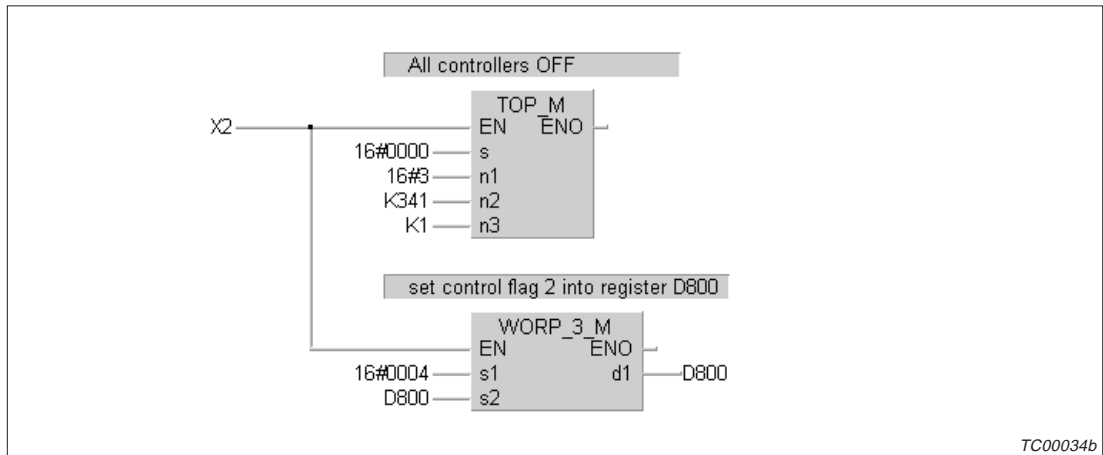 All controllers OFF
TOP_M
X2
EN ENO
16#0000 s
16#3 n1
K341 n2
K1 n3
set control flag 2 into register D800
WORP_3_M
EN ENO
16#0004 s1 d1 D800
D800 s2
TC00034b